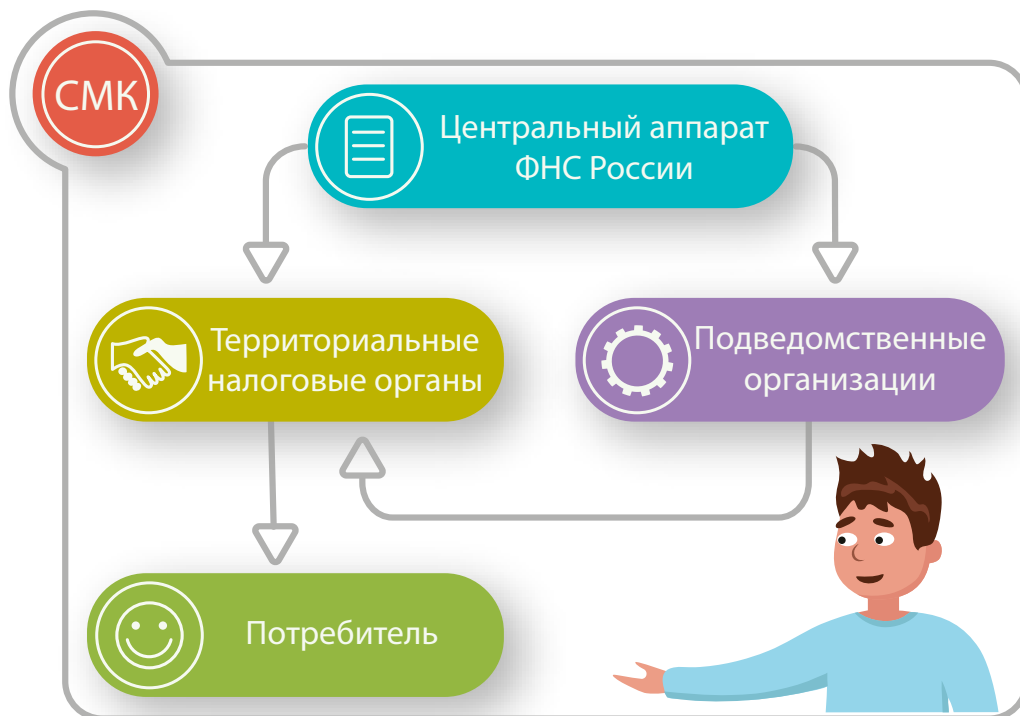 СМК
Центральный аппарат
ФНС России
Территориальные
налоговые органы
Подведомственные
организации
Потребитель